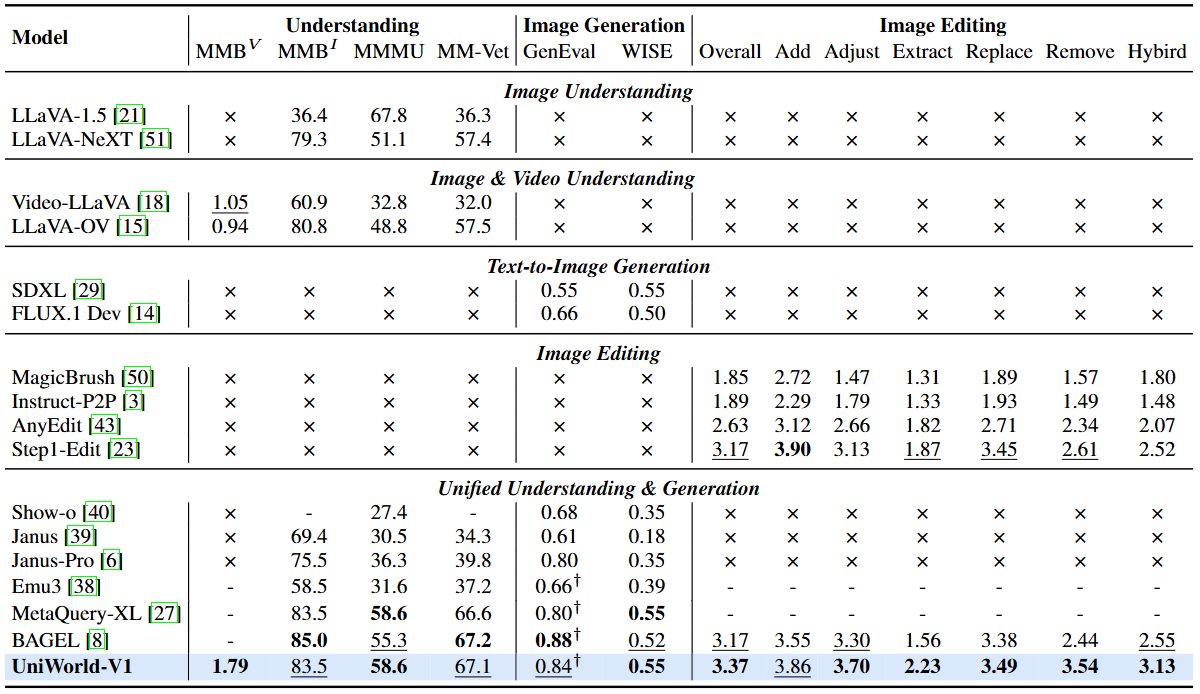 Model Understanding Image Generation Image Editing
MMB^V MMB^I MMMU MM-Vet GenEval WISE Overall Add Adjust Extract Replace Remove Hybird
Image Understanding
LLaVA-1.5 [21] × 36.4 67.8 36.3 × × × × × × × × ×
LLaVA-NeXT [51] × 79.3 51.1 57.4 × × × × × × × × ×
Image & Video Understanding
Video-LLaVA [18] 1.05 60.9 32.8 32.0 × × × × × × × × ×
LLaVA-OV [15] 0.94 80.8 48.8 57.5 × × × × × × × × ×
Text-to-Image Generation
SDXL [29] × × × × 0.55 0.55 × × × × × × ×
FLUX.1 Dev [14] × × × × 0.66 0.50 × × × × × × ×
Image Editing
MagicBrush [50] × × × × × × 1.85 2.72 1.47 1.31 1.89 1.57 1.80
Instruct-P2P [3] × × × × × × 1.89 2.29 1.79 1.33 1.93 1.49 1.48
AnyEdit [43] × × × × × × 2.63 3.12 2.66 1.82 2.71 2.34 2.07
Step1-Edit [23] × × × × × × 3.17 3.90 3.13 1.87 3.45 2.61 2.52
Unified Understanding & Generation
Show-o [40] × - 27.4 - 0.68 0.35 × × × × × × ×
Janus [39] × 69.4 30.5 34.3 0.61 0.18 × × × × × × ×
Janus-Pro [6] × 75.5 36.3 39.8 0.80 0.35 × × × × × × ×
Emu3 [38] - 58.5 31.6 37.2 0.66† 0.39 - - - - - - -
MetaQuery-XL [27] - 83.5 58.6 66.6 0.80† 0.55 - - - - - - -
BAGEL [8] - 85.0 55.3 67.2 0.88† 0.52 3.17 3.55 3.30 1.56 3.38 2.44 2.55
UniWorld-V1 1.79 83.5 58.6 67.1 0.84† 0.55 3.37 3.86 3.70 2.23 3.49 3.54 3.13